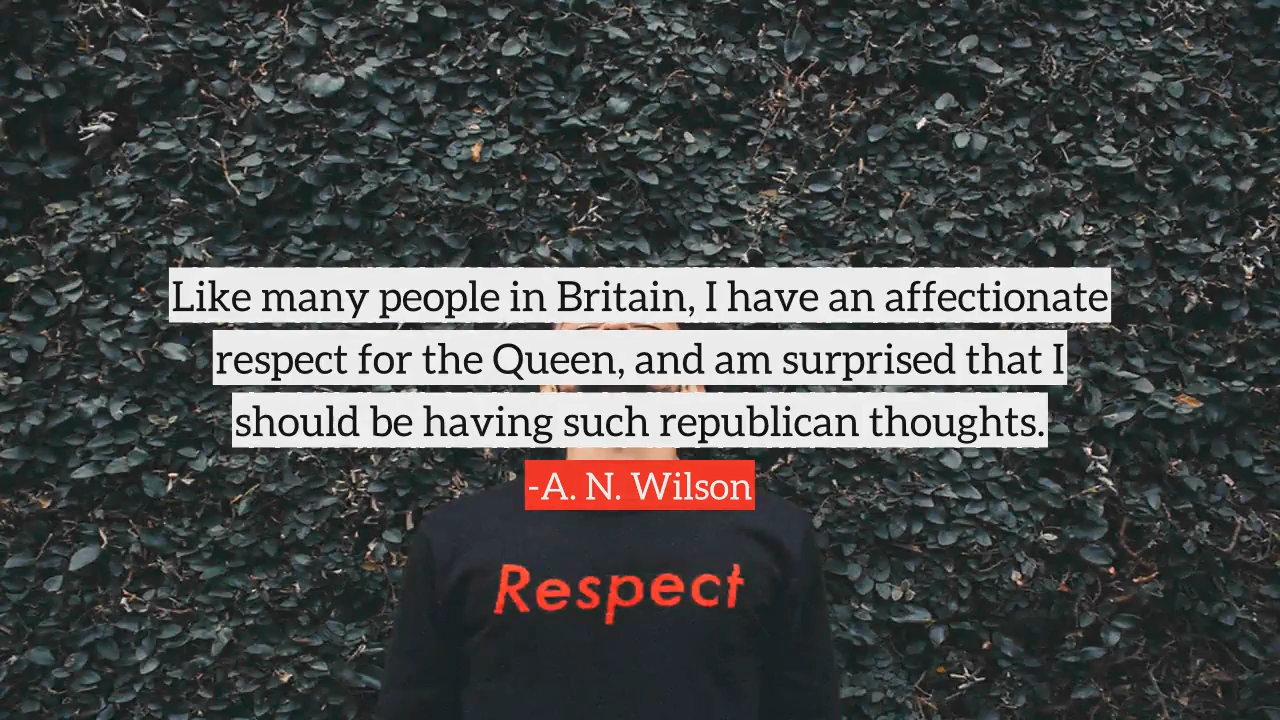 Like many people in Britain, I have an affectionate
respect for the Queen, and am surprised that I
should be having such republican thoughts.
-A. N. Wilson
Respect